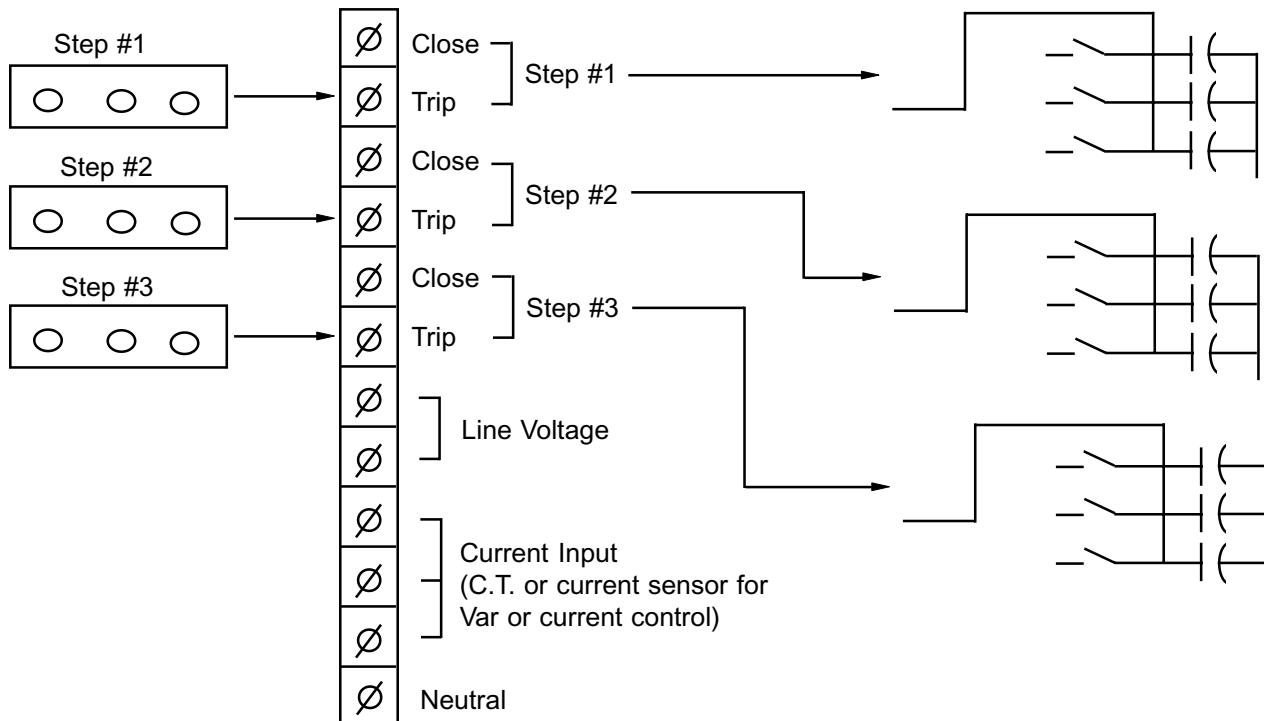 Step #1
Step #2
Step #3
Close
Trip
Step #1
Close
Trip
Step #2
Close
Trip
Step #3
Line Voltage
Current Input
(C.T. or current sensor for
Var or current control)
Neutral